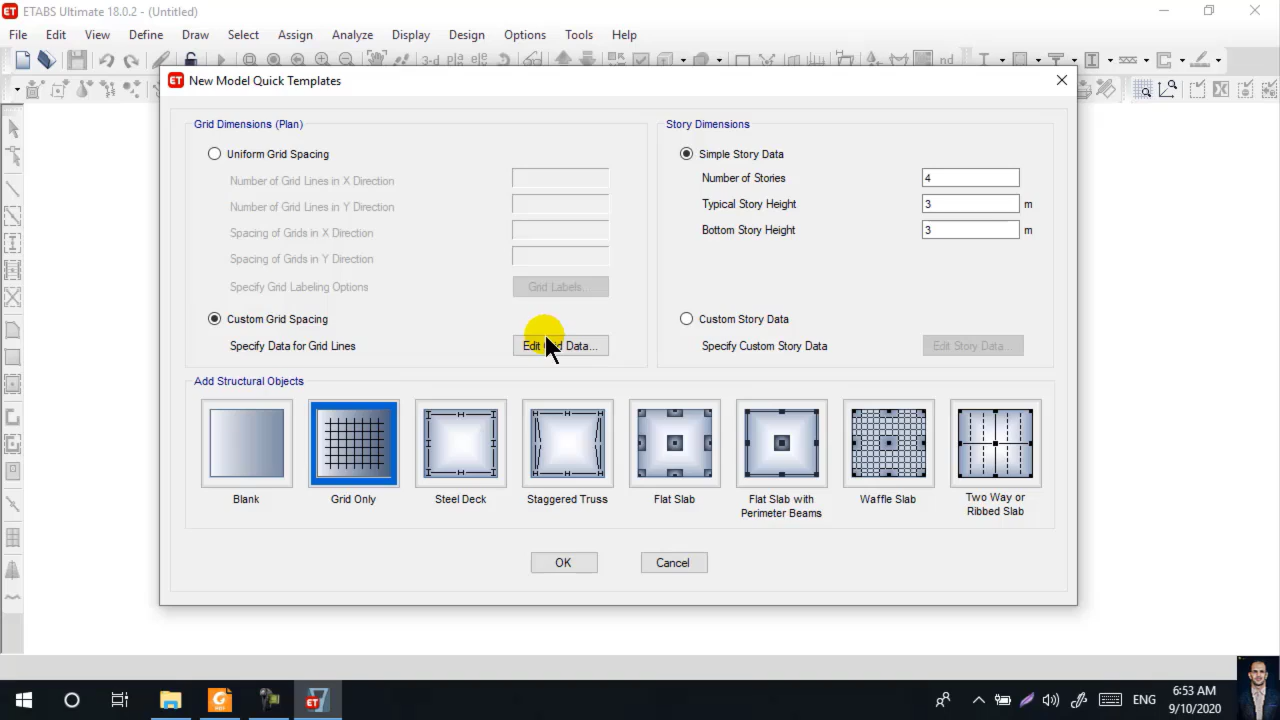 ETABS Ultimate 18.0.2 - (Untitled)
File Edit View Define Draw Select Assign Analyze Display Design Options Tools Help
3-d
nd
New Model Quick Templates
Grid Dimensions (Plan)
Uniform Grid Spacing
Number of Grid Lines in X Direction
Number of Grid Lines in Y Direction
Spacing of Grids in X Direction
Spacing of Grids in Y Direction
Specify Grid Labeling Options
Grid Labels...
Custom Grid Spacing
Specify Data for Grid Lines
Edit Grid Data...
Story Dimensions
Simple Story Data
Number of Stories 4
Typical Story Height 3 m
Bottom Story Height 3 m
Custom Story Data
Specify Custom Story Data
Edit Story Data...
Add Structural Objects
Blank
Grid Only
Steel Deck
Staggered Truss
Flat Slab
Flat Slab with
Perimeter Beams
Waffle Slab
Two Way or
Ribbed Slab
OK
Cancel
ENG
6:53 AM
9/10/2020